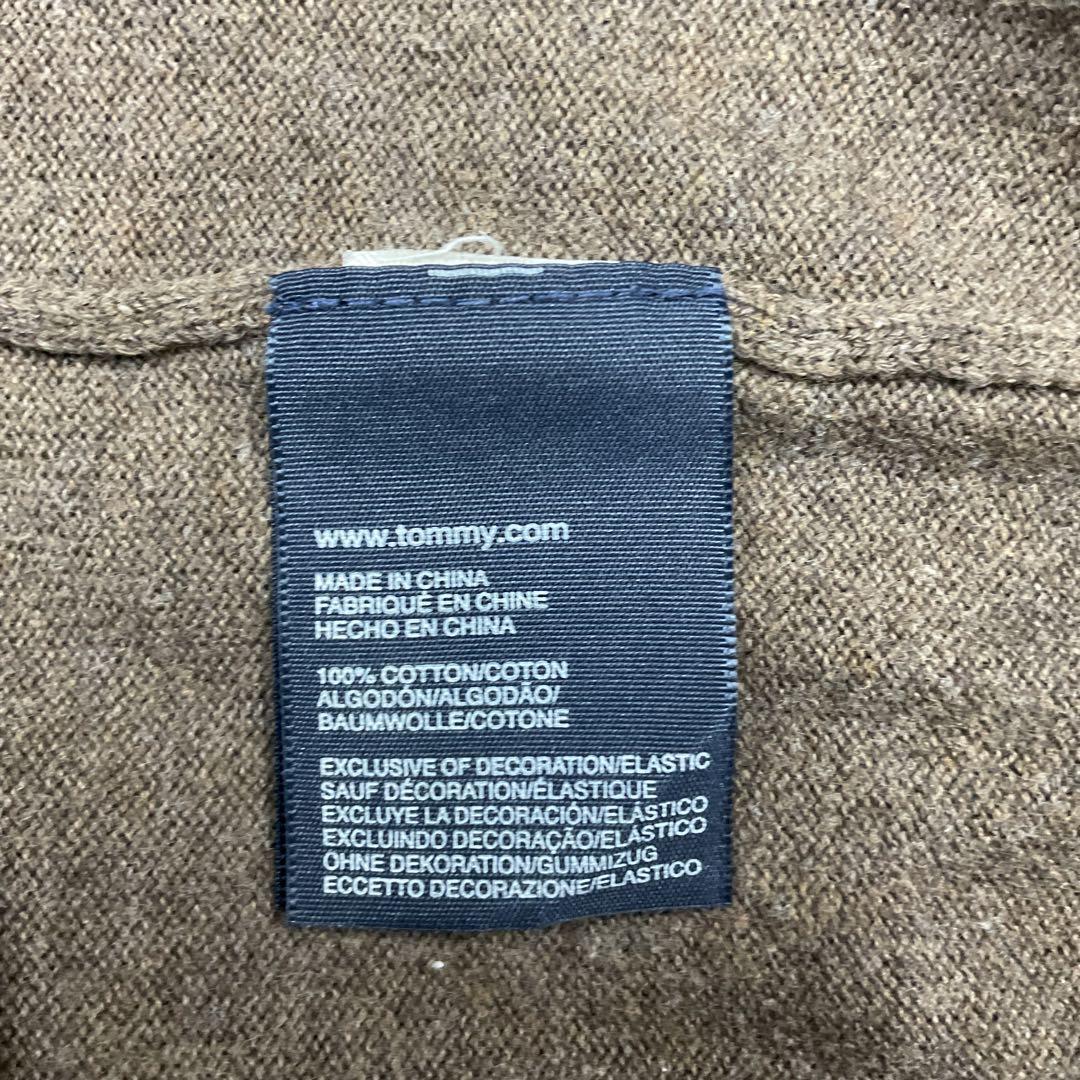 www.tommy.com
MADE IN CHINA
FABRIQUÉ EN CHINE
HECHO EN CHINA
100% COTTON/COTON
ALGODÓN/ALGODÃO/
BAUMWOLLE/COTONE
EXCLUSIVE OF DECORATION/ELASTIC
SAUF DÉCORATION/ÉLASTIQUE
EXCLUYE LA DECORACIÓN/ELÁSTICO
EXCLUINDO DECORAÇÃO/ELÁSTICO
OHNE DEKORATION/GUMMIZUG
ECCETTO DECORAZIONE/ELASTICO